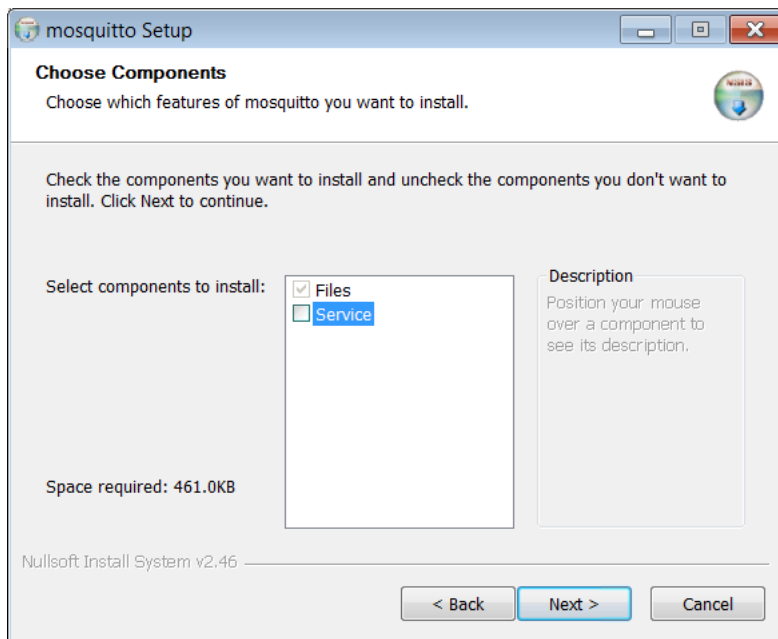 mosquitto Setup
Choose Components
Choose which features of mosquitto you want to install.
Check the components you want to install and uncheck the components you don't want to
install. Click Next to continue.
Select components to install:
Files
Service
Description
Position your mouse
over a component to
see its description.
Space required: 461.0KB
Nullsoft Install System v2.46
< Back
Next >
Cancel